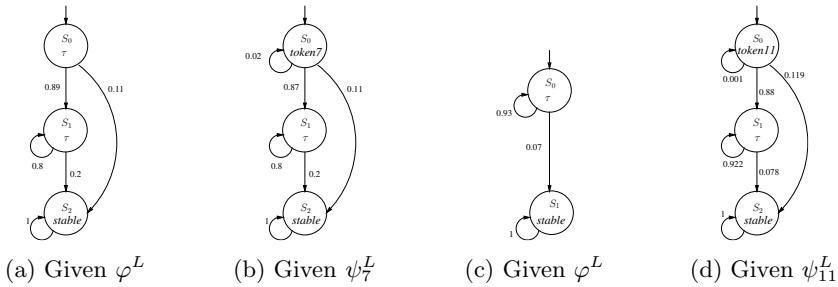 S0
τ
0.89
0.11
S1
τ
0.8
0.2
S2
stable
1
(a) Given φ^L
S0
token7
0.02
0.87
0.11
S1
τ
0.8
0.2
S2
stable
1
(b) Given ψ_7^L
S0
τ
0.93
0.07
S1
stable
1
(c) Given φ^L
S0
token11
0.001
0.119
0.88
S1
τ
0.922
0.078
S2
stable
1
(d) Given ψ_11^L